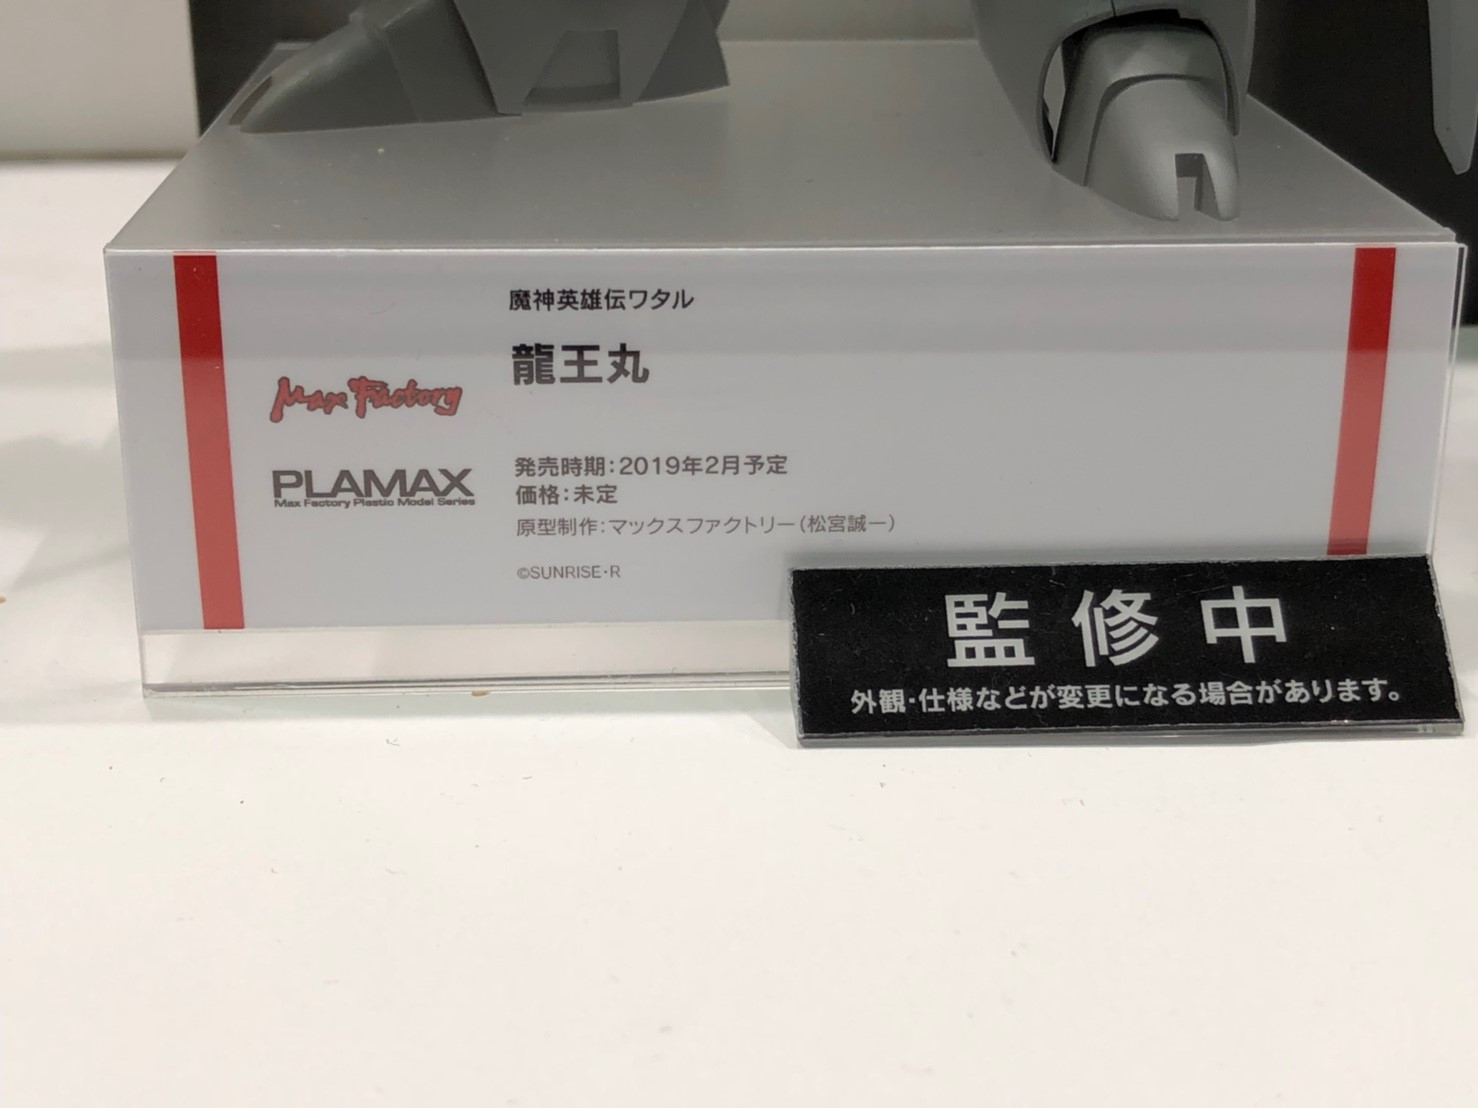 魔神英雄伝ワタル
龍王丸
Max Factory
PLAMAX
Max Factory Plastic Model Series
発売時期：2019年2月予定
価格：未定
原型制作：マックスファクトリー（松宮誠一）
©SUNRISE・R
監修中
外観・仕様などが変更になる場合があります。